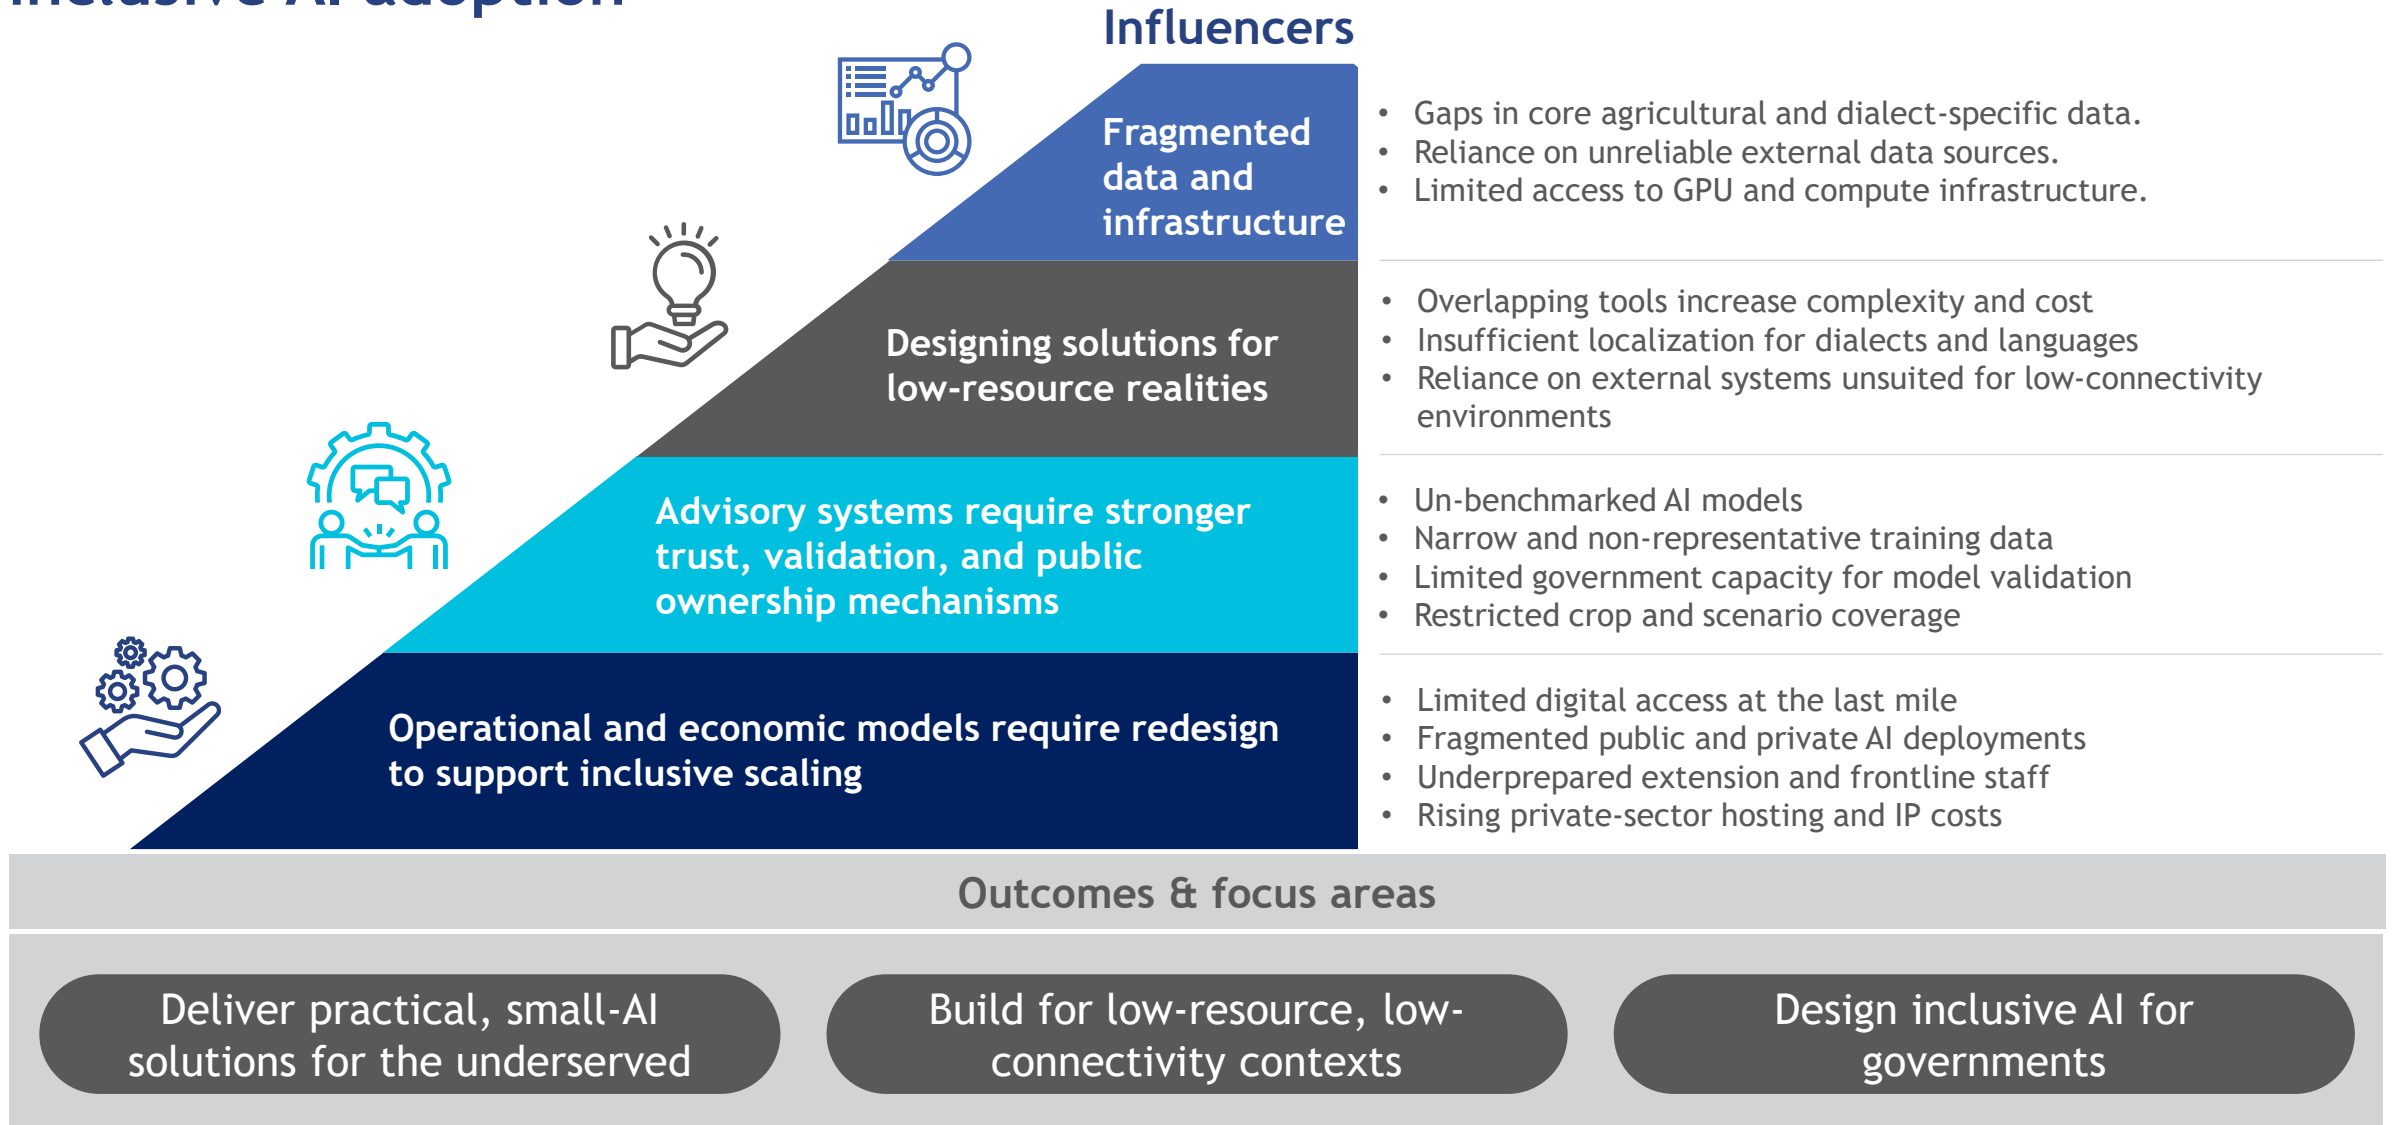 Inclusive AI adoption
Influencers
Fragmented
data and
infrastructure
• Gaps in core agricultural and dialect-specific data.
• Reliance on unreliable external data sources.
• Limited access to GPU and compute infrastructure.
Designing solutions for
low-resource realities
• Overlapping tools increase complexity and cost
• Insufficient localization for dialects and languages
• Reliance on external systems unsuited for low-connectivity
environments
Advisory systems require stronger
trust, validation, and public
ownership mechanisms
• Un-benchmarked AI models
• Narrow and non-representative training data
• Limited government capacity for model validation
• Restricted crop and scenario coverage
Operational and economic models require redesign
to support inclusive scaling
• Limited digital access at the last mile
• Fragmented public and private AI deployments
• Underprepared extension and frontline staff
• Rising private-sector hosting and IP costs
Outcomes & focus areas
Deliver practical, small-AI
solutions for the underserved
Build for low-resource, low-
connectivity contexts
Design inclusive AI for
governments